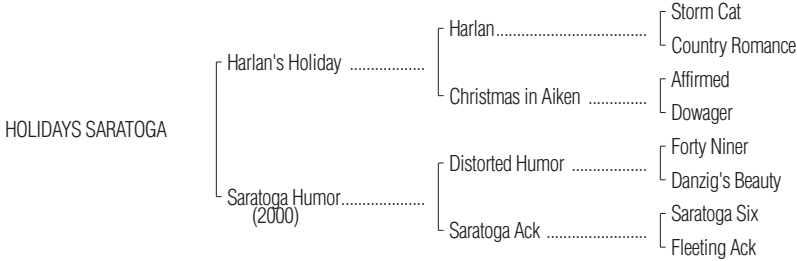 Storm Cat
Harlan....................................
Country Romance
Harlan's Holiday ..................
Affirmed
Christmas in Aiken ..............
Dowager
HOLIDAYS SARATOGA
Forty Niner
Distorted Humor ..................
Danzig's Beauty
Saratoga Humor....................
(2000)
Saratoga Six
Saratoga Ack ........................
Fleeting Ack